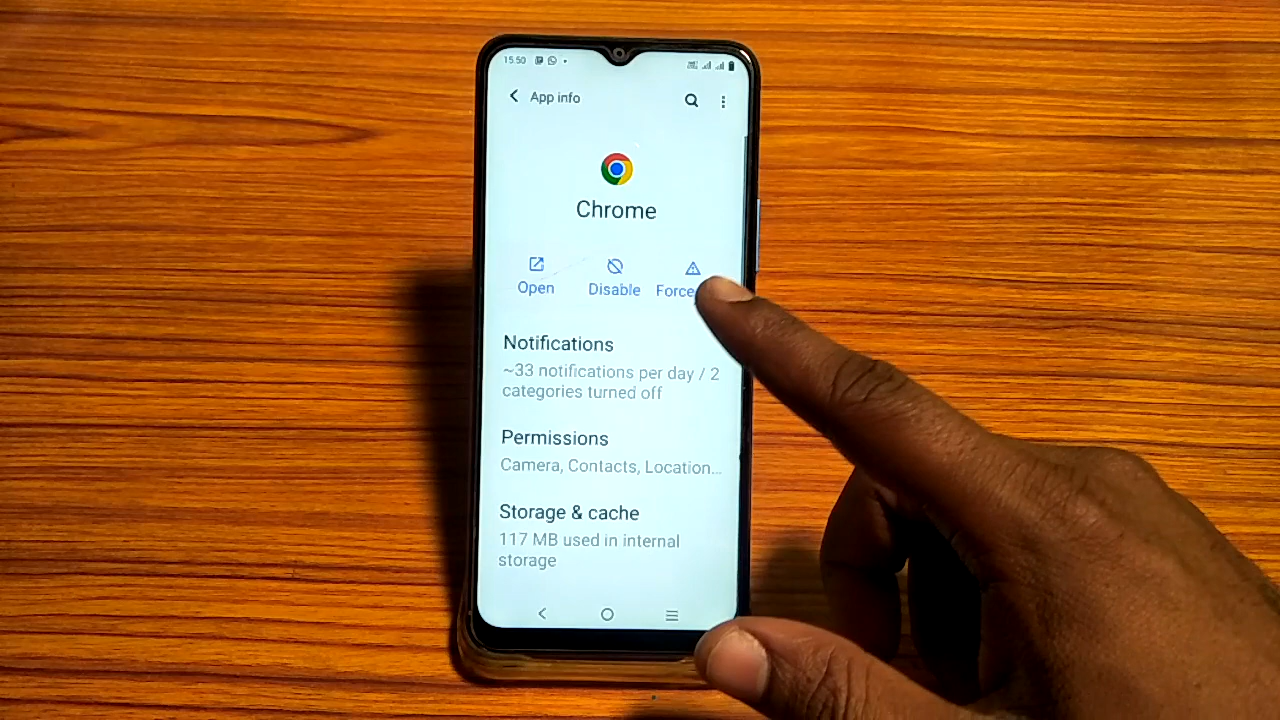 15:50
App info
Chrome
Open Disable Force
Notifications
~33 notifications per day / 2
categories turned off
Permissions
Camera, Contacts, Location...
Storage & cache
117 MB used in internal
storage